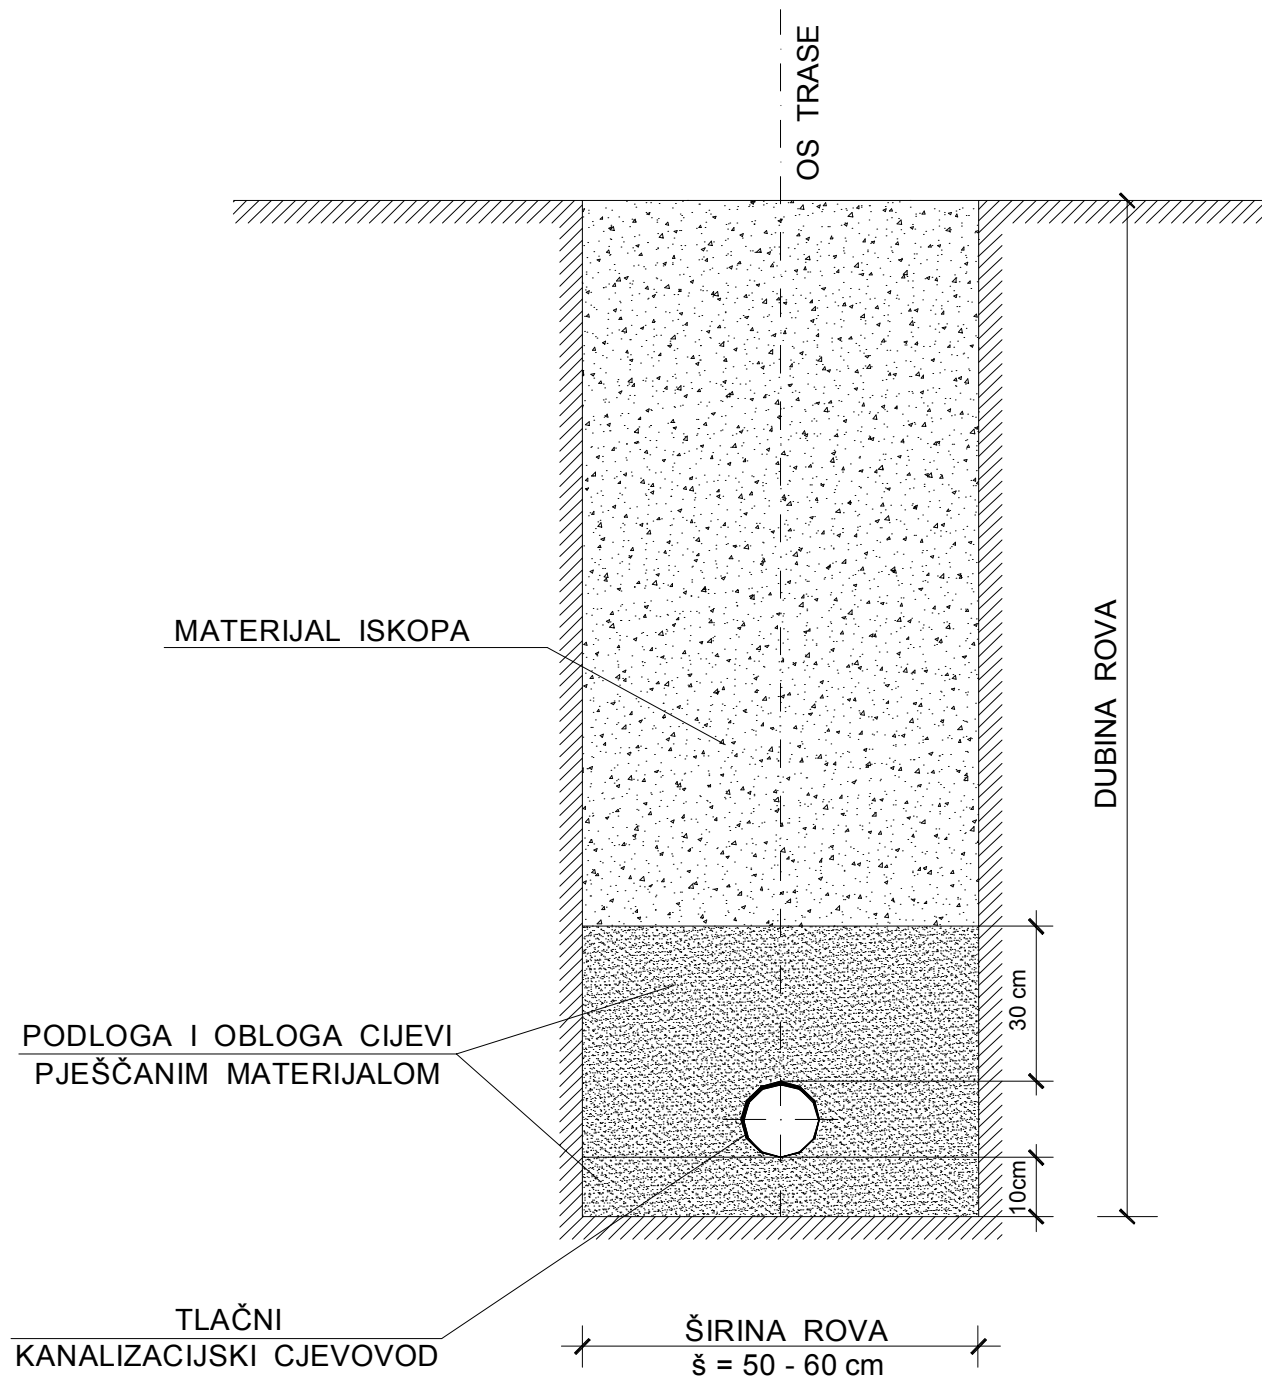 OS TRASE
MATERIJAL ISKOPA
DUBINA ROVA
30 cm
PODLOGA I OBLOGA CIJEVI
PJEŠČANIM MATERIJALOM
10cm
TLAČNI
KANALIZACIJSKI CJEVOVOD
ŠIRINA ROVA
š = 50 - 60 cm